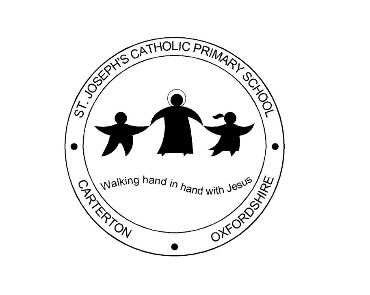 ST. JOSEPH'S CATHOLIC PRIMARY SCHOOL
Walking hand in hand with Jesus
CARTERTON
OXFORDSHIRE